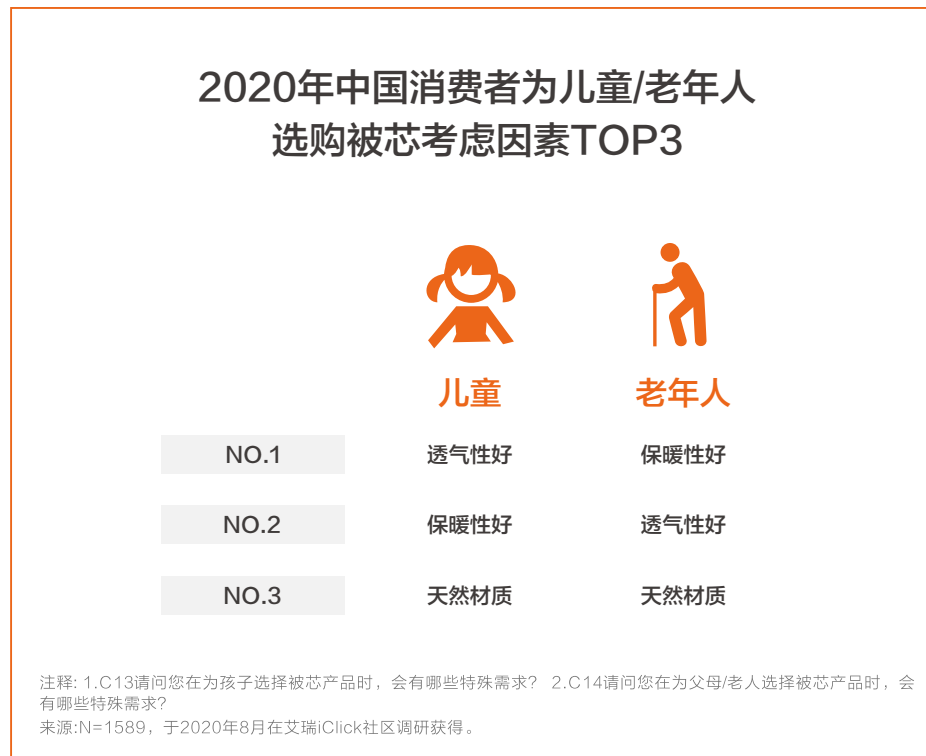 2020年中国消费者为儿童/老年人
选购被芯考虑因素TOP3
儿童 老年人
NO.1 透气性好 保暖性好
NO.2 保暖性好 透气性好
NO.3 天然材质 天然材质
注释: 1.C13请问您在为孩子选择被芯产品时，会有哪些特殊需求？ 2.C14请问您在为父母/老人选择被芯产品时，会
有哪些特殊需求？
来源:N=1589，于2020年8月在艾瑞iClick社区调研获得。